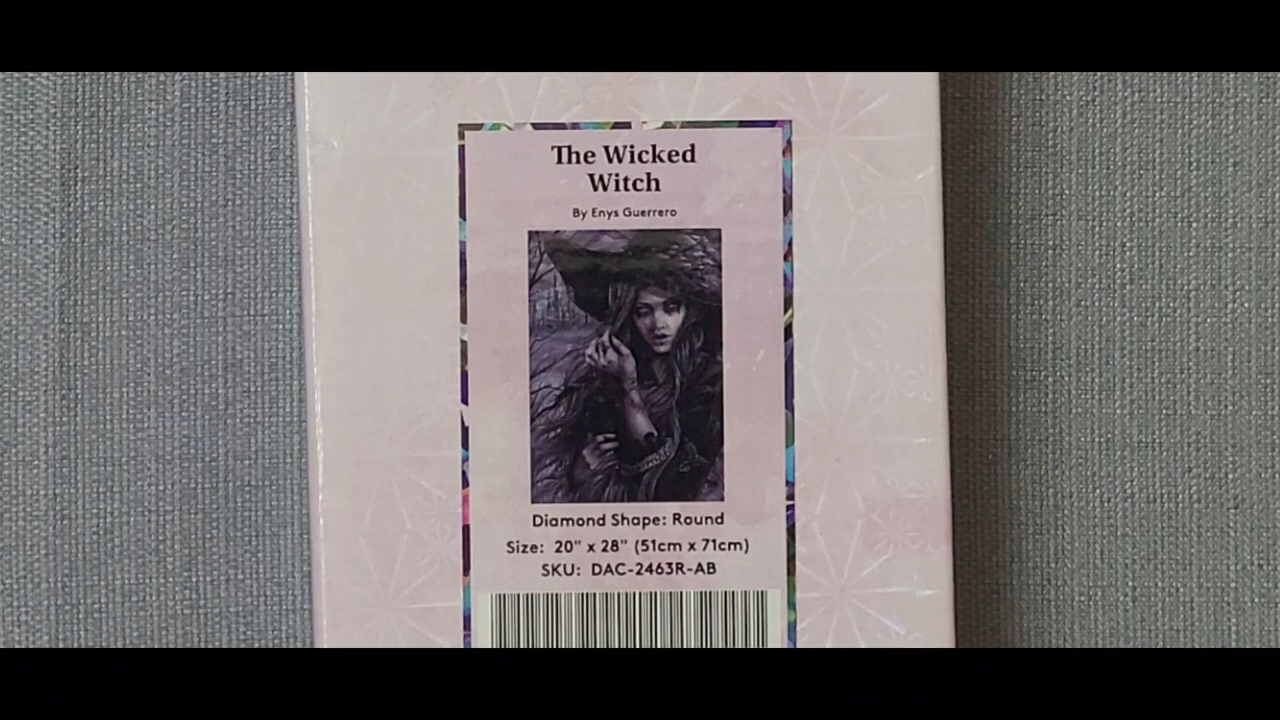 The Wicked
Witch
By Enys Guerrero
Diamond Shape: Round
Size: 20" x 28" (51cm x 71cm)
SKU: DAC-2463R-AB